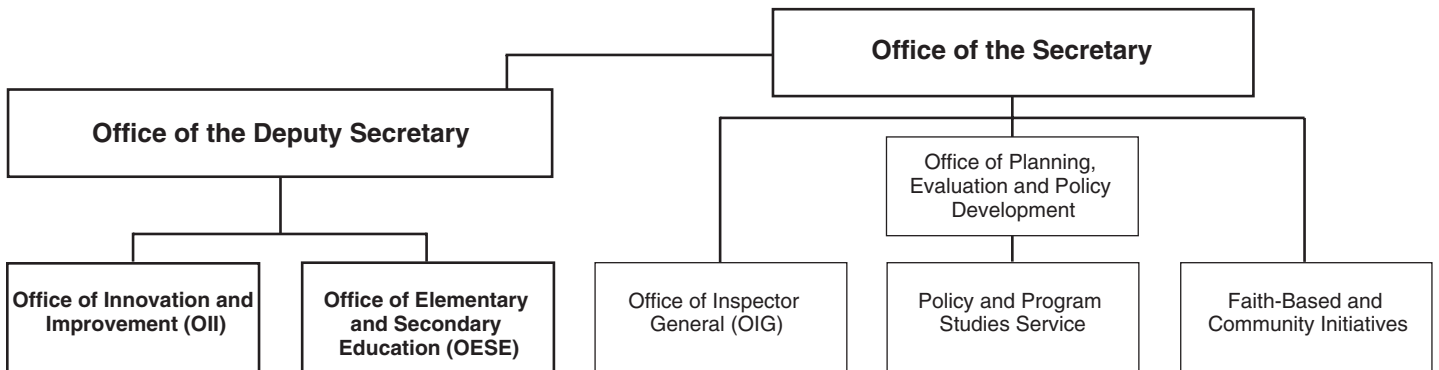 Office of the Secretary
Office of the Deputy Secretary
Office of Planning,
Evaluation and Policy
Development
Office of Innovation and
Improvement (OII)
Office of Elementary
and Secondary
Education (OESE)
Office of Inspector
General (OIG)
Policy and Program
Studies Service
Faith-Based and
Community Initiatives